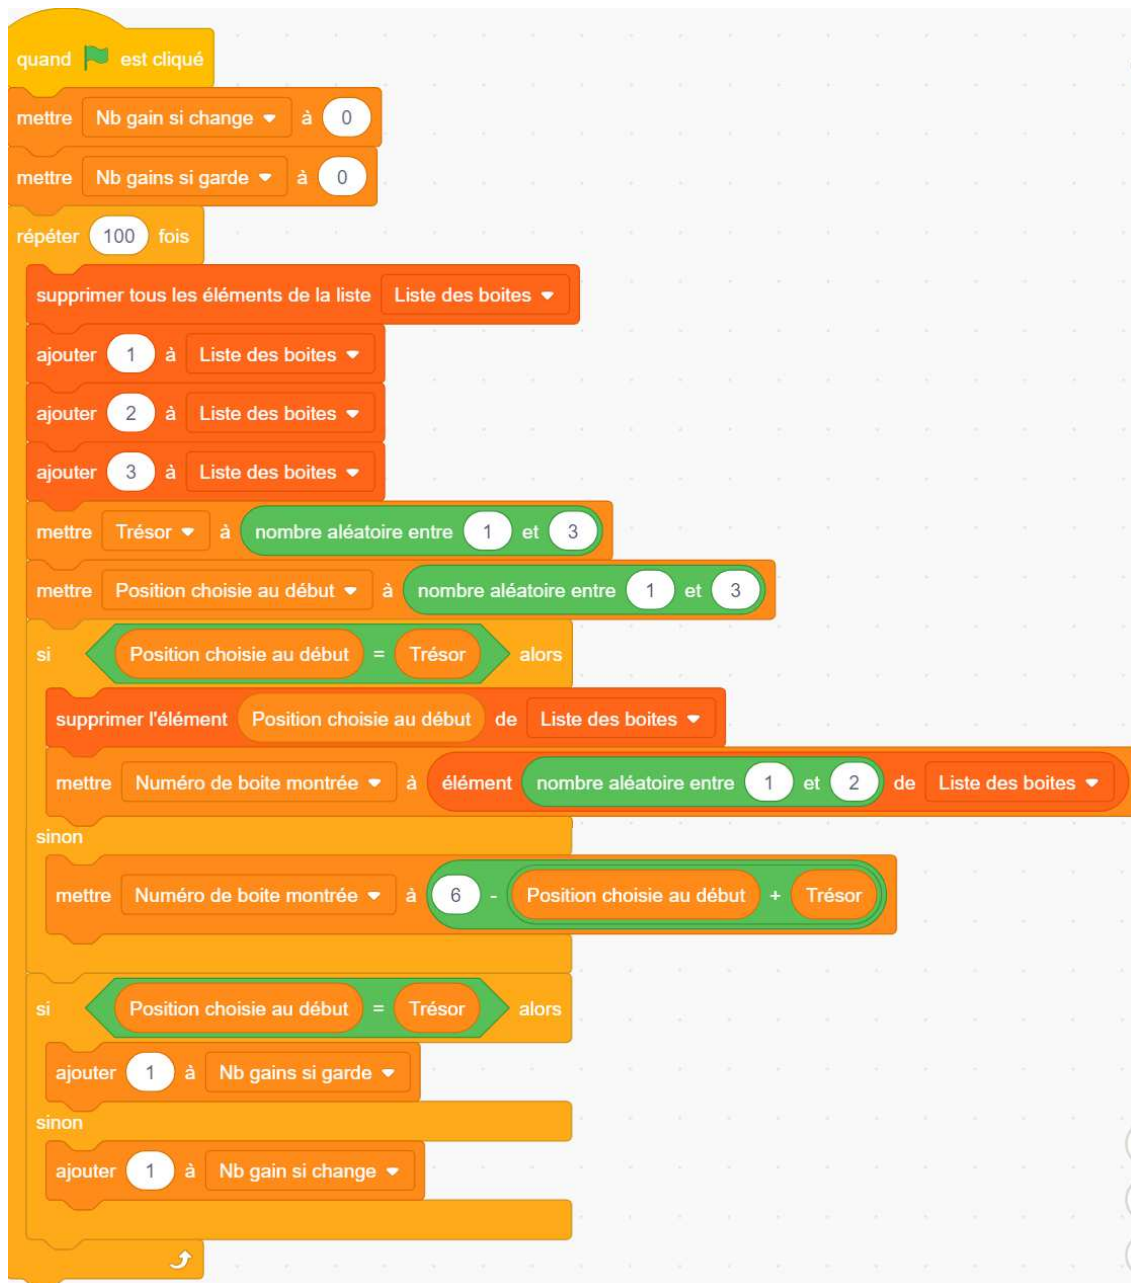 quand est cliqué
mettre Nb gain si change à 0
mettre Nb gains si garde à 0
répéter 100 fois
supprimer tous les éléments de la liste Liste des boites
ajouter 1 à Liste des boites
ajouter 2 à Liste des boites
ajouter 3 à Liste des boites
mettre Trésor à nombre aléatoire entre 1 et 3
mettre Position choisie au début à nombre aléatoire entre 1 et 3
si Position choisie au début = Trésor alors
supprimer l'élément Position choisie au début de Liste des boites
mettre Numéro de boite montrée à élément nombre aléatoire entre 1 et 2 de Liste des boites
sinon
mettre Numéro de boite montrée à 6 - Position choisie au début + Trésor
si Position choisie au début = Trésor alors
ajouter 1 à Nb gains si garde
sinon
ajouter 1 à Nb gain si change